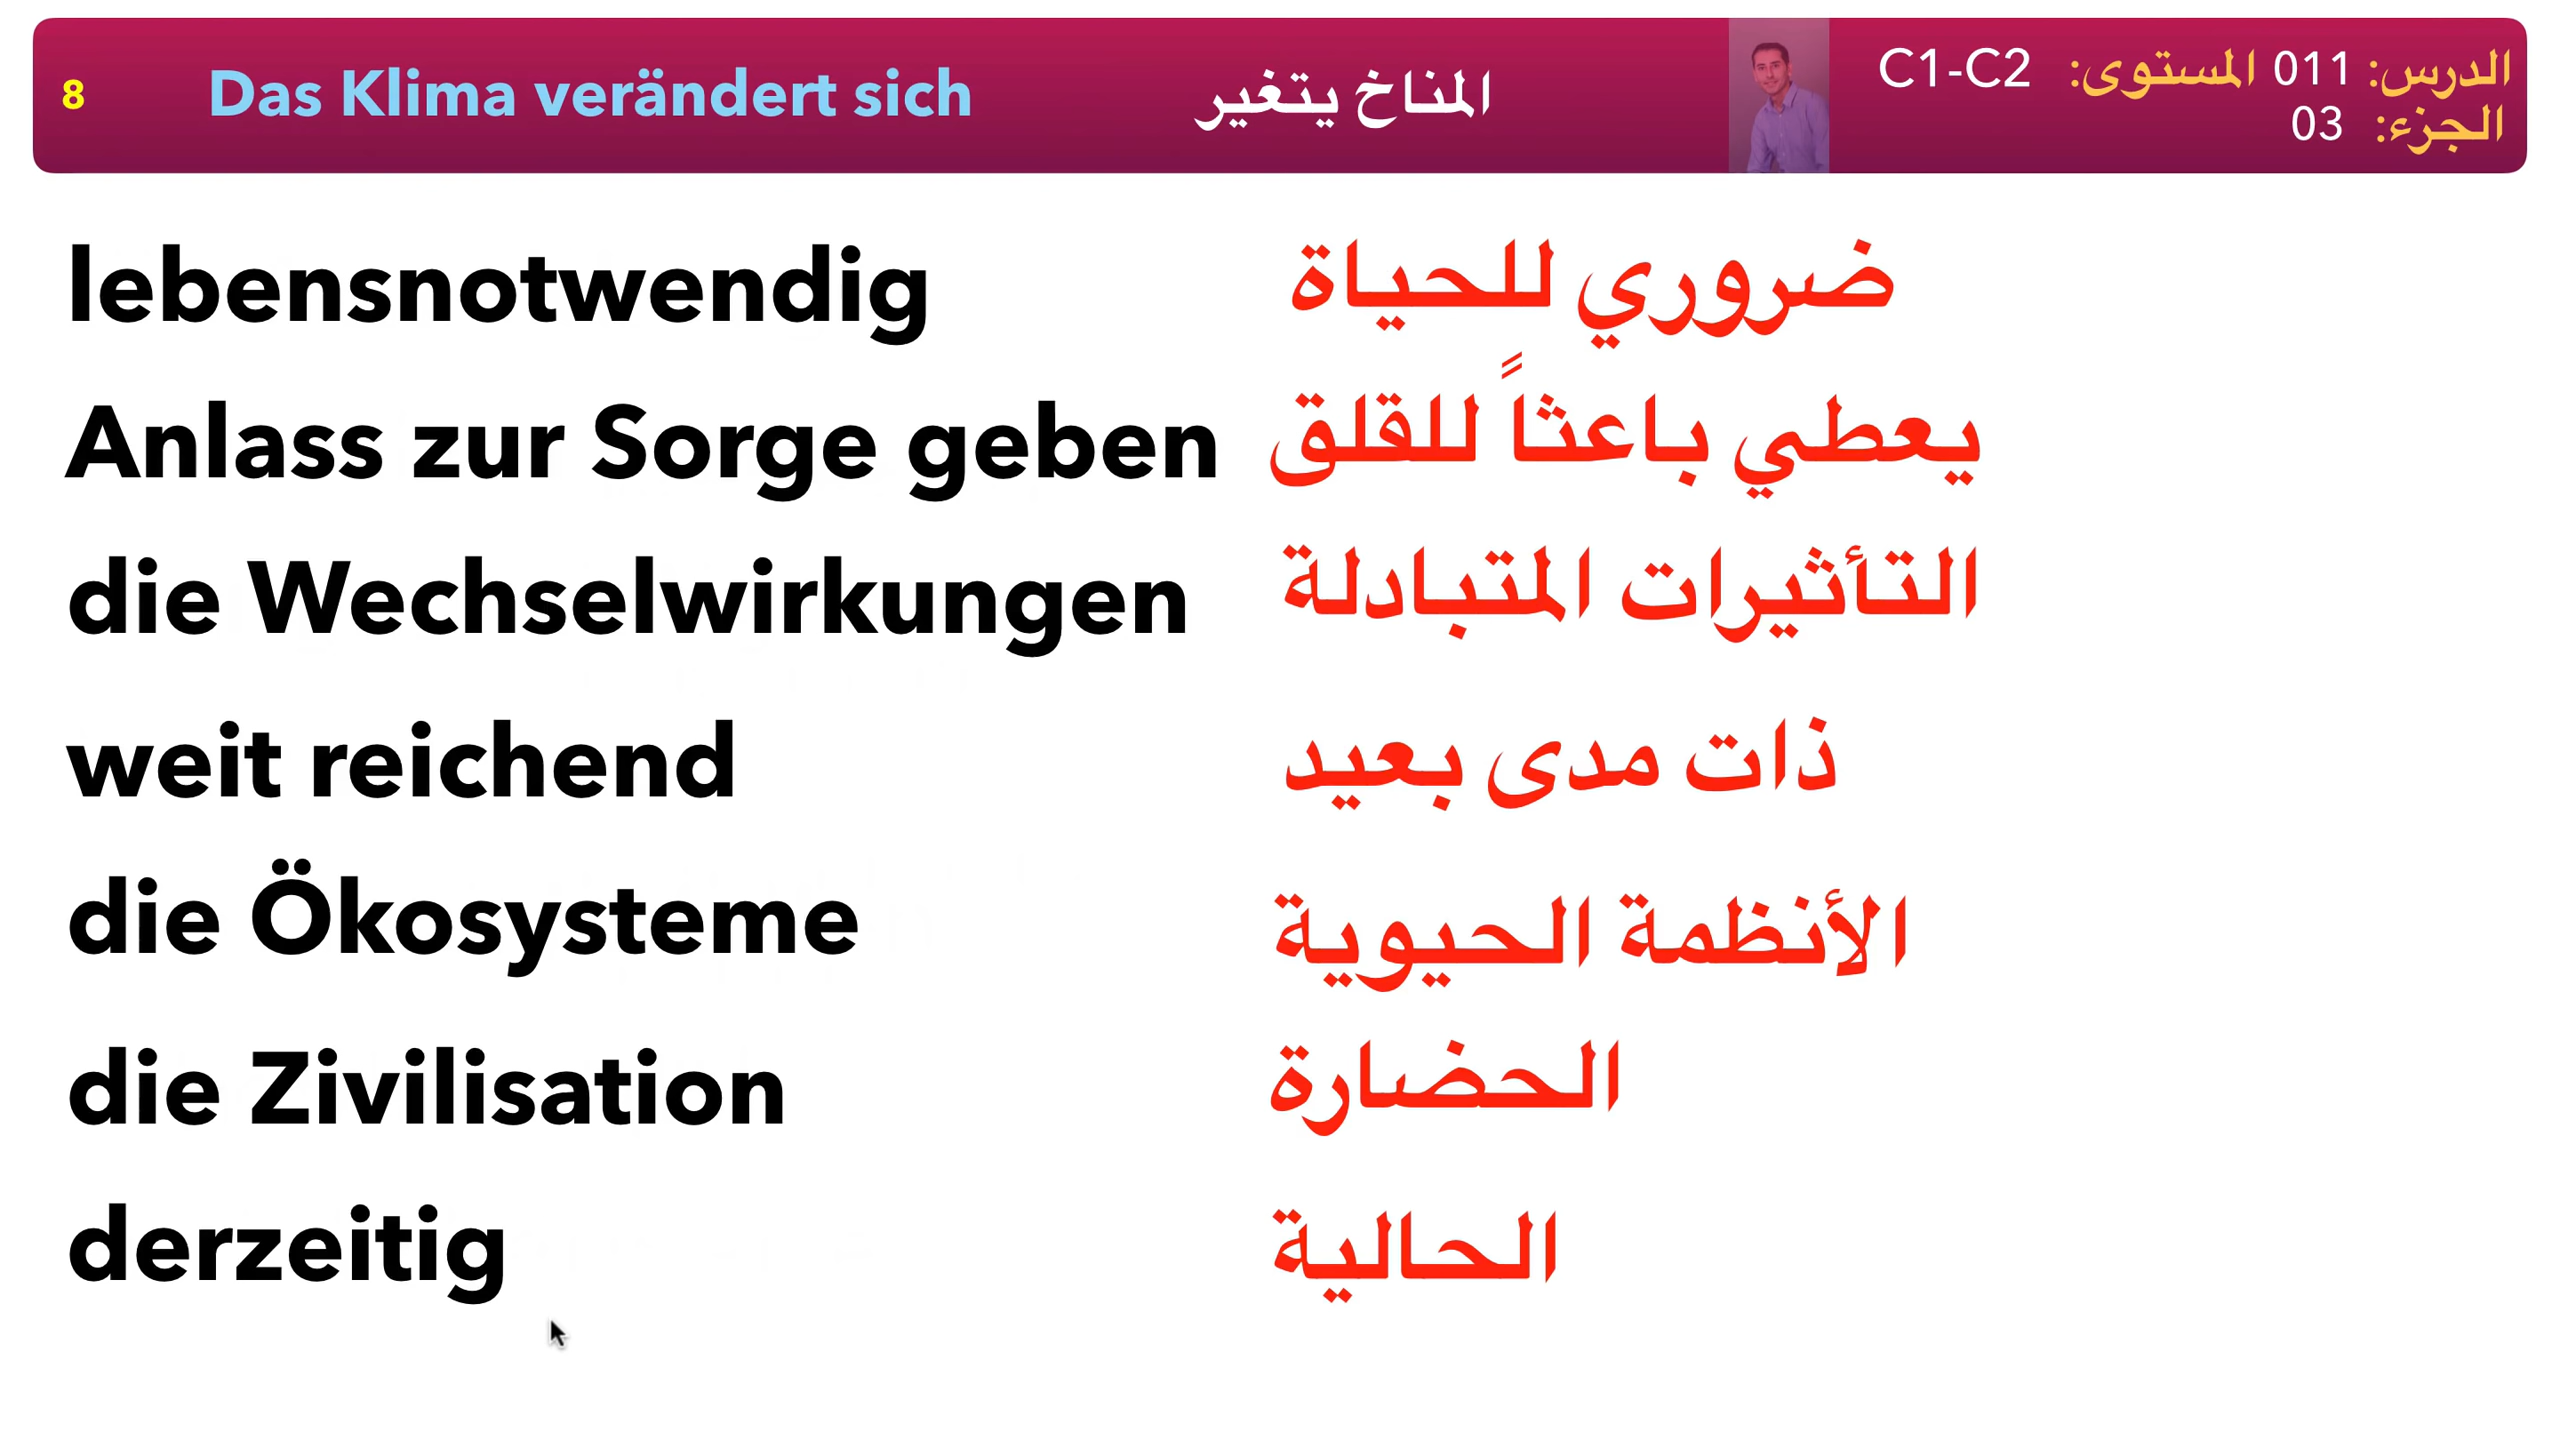 8 Das Klima verändert sich المناخ يتغير الدرس: 011 المستوى: C1-C2
الجزء: 03
lebensnotwendig ضروري للحياة
Anlass zur Sorge geben يعطي باعثاً للقلق
die Wechselwirkungen التأثيرات المتبادلة
weit reichend ذات مدى بعيد
die Ökosysteme الأنظمة الحيوية
die Zivilisation الحضارة
derzeitig الحالية